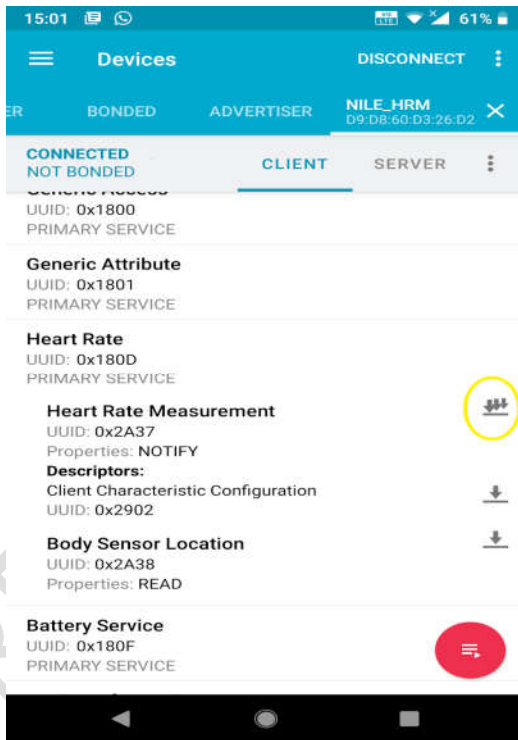 15:01 61%
Devices DISCONNECT
ER BONDED ADVERTISER NILE_HRM
D9:D8:60:D3:26:D2
CONNECTED
NOT BONDED CLIENT SERVER
Generic Access
UUID: 0x1800
PRIMARY SERVICE
Generic Attribute
UUID: 0x1801
PRIMARY SERVICE
Heart Rate
UUID: 0x180D
PRIMARY SERVICE
Heart Rate Measurement
UUID: 0x2A37
Properties: NOTIFY
Descriptors:
Client Characteristic Configuration
UUID: 0x2902
Body Sensor Location
UUID: 0x2A38
Properties: READ
Battery Service
UUID: 0x180F
PRIMARY SERVICE